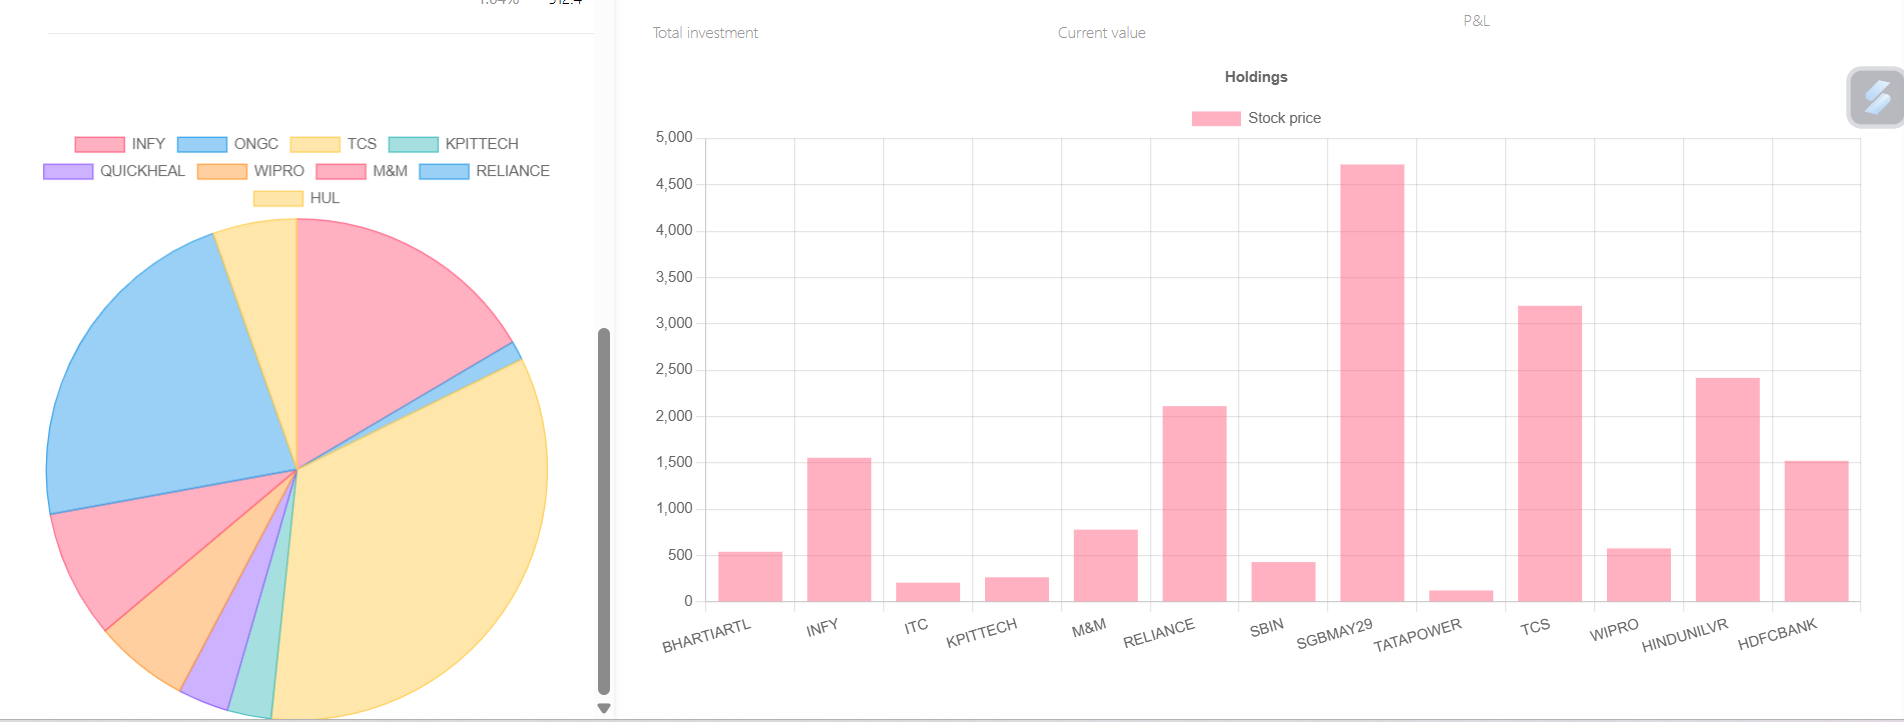 Total investment
Current value
P&L
INFY ONGC TCS KPITTECH
QUICKHEAL WIPRO M&M RELIANCE
HUL
Holdings
Stock price
5,000
4,500
4,000
3,500
3,000
2,500
2,000
1,500
1,000
500
0
BHARTIARTL INFY ITC KPITTECH M&M RELIANCE SBIN SGBMAY29 TATAPOWER TCS WIPRO HINDUNILVR HDFCBANK